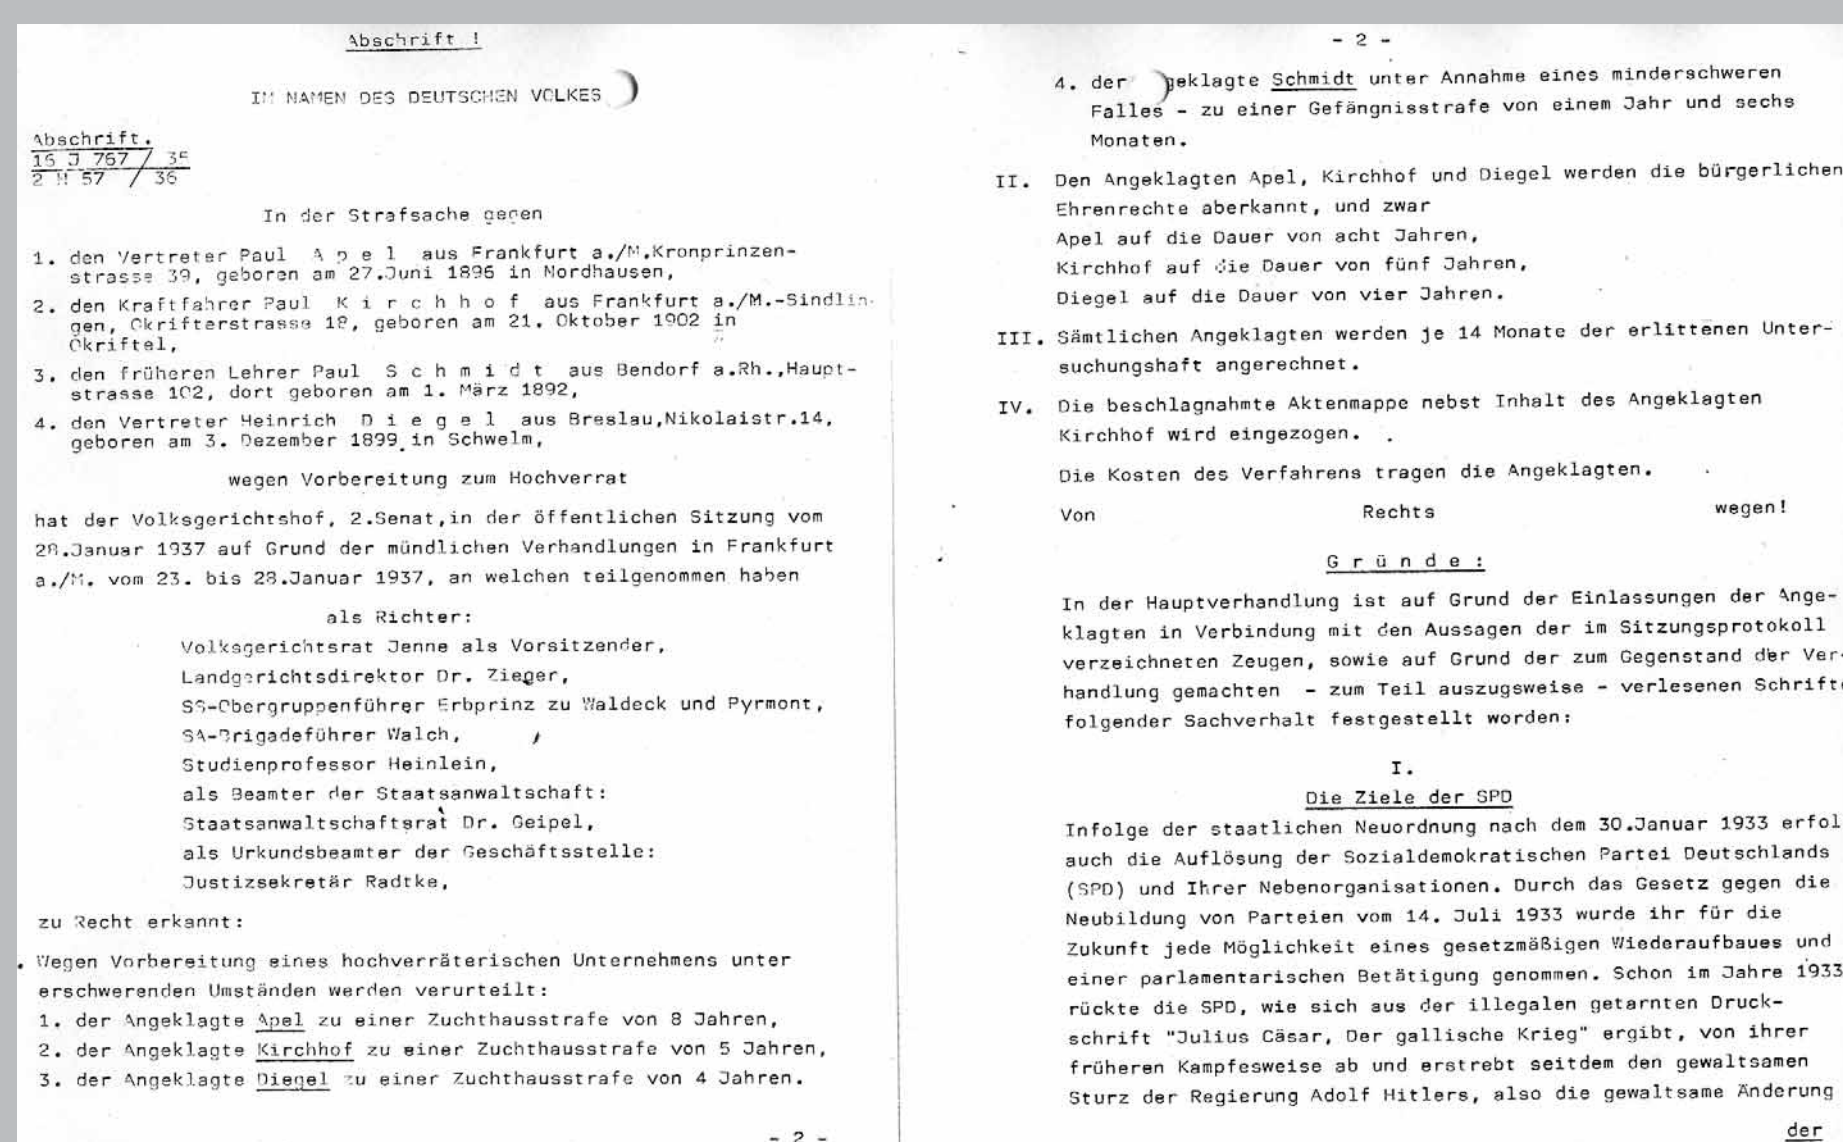 Abschrift !
IM NAMEN DES DEUTSCHEN VOLKES
Abschrift.
16 J 767 / 35
2 H 57 / 36
In der Strafsache gegen
1. den Vertreter Paul A p e l aus Frankfurt a./M.Kronprinzen-
strasse 39, geboren am 27.Juni 1896 in Nordhausen,
2. den Kraftfahrer Paul K i r c h h o f aus Frankfurt a./M.-Sindlin-
gen, Okrifterstrasse 18, geboren am 21. Oktober 1902 in
Okriftel,
3. den früheren Lehrer Paul S c h m i d t aus Bendorf a.Rh.,Haupt-
strasse 102, dort geboren am 1. März 1892,
4. den Vertreter Heinrich D i e g e l aus Breslau,Nikolaistr.14,
geboren am 3. Dezember 1899 in Schwelm,
wegen Vorbereitung zum Hochverrat
hat der Volksgerichtshof, 2.Senat,in der öffentlichen Sitzung vom
28.Januar 1937 auf Grund der mündlichen Verhandlungen in Frankfurt
a./M. vom 23. bis 28.Januar 1937, an welchen teilgenommen haben
als Richter:
Volksgerichtsrat Jenne als Vorsitzender,
Landgerichtsdirektor Dr. Zieger,
SS-Obergruppenführer Erbprinz zu Waldeck und Pyrmont,
SA-Brigadeführer Walch,
Studienprofessor Heinlein,
als Beamter der Staatsanwaltschaft:
Staatsanwaltschaftsrat Dr. Geipel,
als Urkundsbeamter der Geschäftsstelle:
Justizsekretär Radtke,
zu Recht erkannt:
. Wegen Vorbereitung eines hochverräterischen Unternehmens unter
erschwerenden Umständen werden verurteilt:
1. der Angeklagte Apel zu einer Zuchthausstrafe von 8 Jahren,
2. der Angeklagte Kirchhof zu einer Zuchthausstrafe von 5 Jahren,
3. der Angeklagte Diegel zu einer Zuchthausstrafe von 4 Jahren.
- 2 -
- 2 -
4. der geklagte Schmidt unter Annahme eines minderschweren
Falles - zu einer Gefängnisstrafe von einem Jahr und sechs
Monaten.
II. Den Angeklagten Apel, Kirchhof und Diegel werden die bürgerlichen
Ehrenrechte aberkannt, und zwar
Apel auf die Dauer von acht Jahren,
Kirchhof auf die Dauer von fünf Jahren,
Diegel auf die Dauer von vier Jahren.
III. Sämtlichen Angeklagten werden je 14 Monate der erlittenen Unter-
suchungshaft angerechnet.
IV. Die beschlagnahmte Aktenmappe nebst Inhalt des Angeklagten
Kirchhof wird eingezogen.
Die Kosten des Verfahrens tragen die Angeklagten.
Von Rechts wegen!
G r ü n d e :
In der Hauptverhandlung ist auf Grund der Einlassungen der Ange-
klagten in Verbindung mit den Aussagen der im Sitzungsprotokoll
verzeichneten Zeugen, sowie auf Grund der zum Gegenstand der Ver-
handlung gemachten - zum Teil auszugsweise - verlesenen Schrifte
folgender Sachverhalt festgestellt worden:
I.
Die Ziele der SPD
Infolge der staatlichen Neuordnung nach dem 30.Januar 1933 erfol
auch die Auflösung der Sozialdemokratischen Partei Deutschlands
(SPD) und Ihrer Nebenorganisationen. Durch das Gesetz gegen die
Neubildung von Parteien vom 14. Juli 1933 wurde ihr für die
Zukunft jede Möglichkeit eines gesetzmäßigen Wiederaufbaues und
einer parlamentarischen Betätigung genommen. Schon im Jahre 1933
rückte die SPD, wie sich aus der illegalen getarnten Druck-
schrift "Julius Cäsar, Der gallische Krieg" ergibt, von ihrer
früheren Kampfesweise ab und erstrebt seitdem den gewaltsamen
Sturz der Regierung Adolf Hitlers, also die gewaltsame Änderung
der